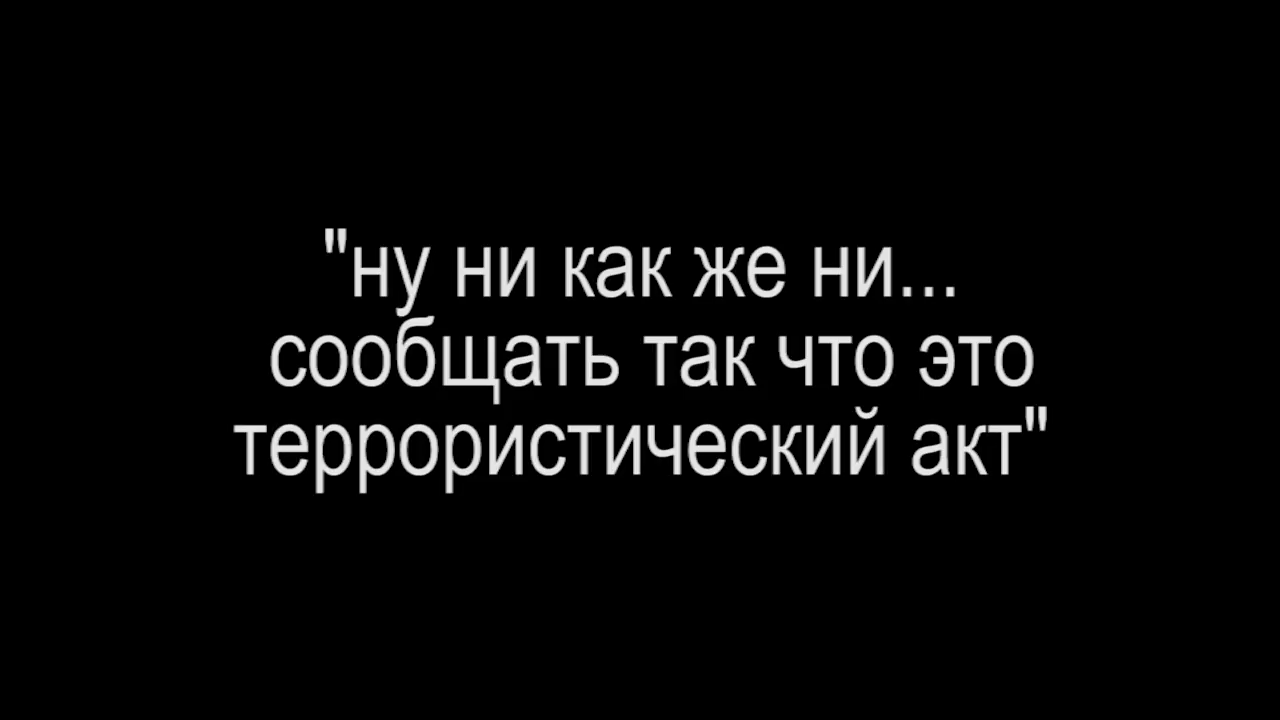 "ну ни как же ни...
сообщать так что это
террористический акт"